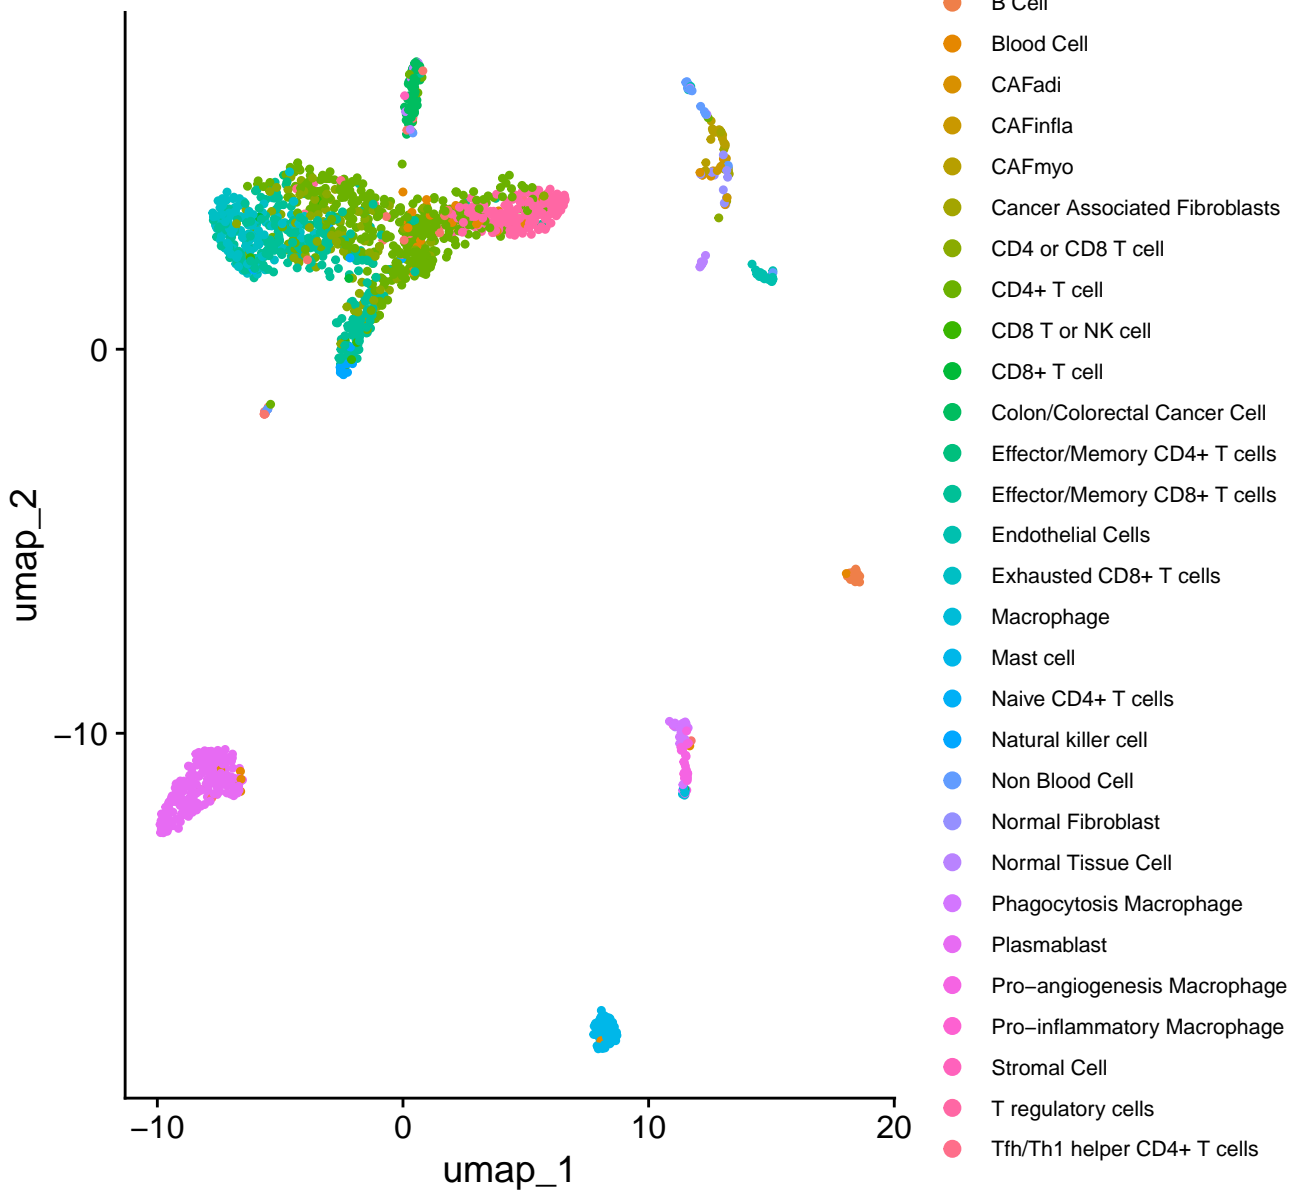 B Cell
Blood Cell
CAFadi
CAFinfla
CAFmyo
Cancer Associated Fibroblasts
CD4 or CD8 T cell
CD4+ T cell
CD8 T or NK cell
CD8+ T cell
Colon/Colorectal Cancer Cell
Effector/Memory CD4+ T cells
Effector/Memory CD8+ T cells
Endothelial Cells
Exhausted CD8+ T cells
Macrophage
Mast cell
Naive CD4+ T cells
Natural killer cell
Non Blood Cell
Normal Fibroblast
Normal Tissue Cell
Phagocytosis Macrophage
Plasmablast
Pro−angiogenesis Macrophage
Pro−inflammatory Macrophage
Stromal Cell
T regulatory cells
Tfh/Th1 helper CD4+ T cells
0
−10
umap_2
−10 0 10 20
umap_1